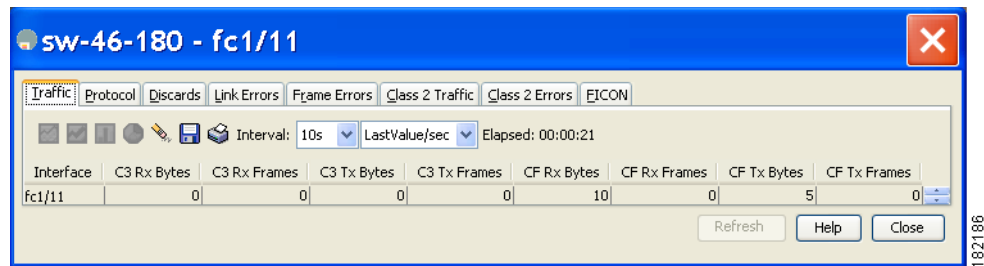 sw-46-180 - fc1/11
Traffic Protocol Discards Link Errors Frame Errors Class 2 Traffic Class 2 Errors FICON
Interval: 10s LastValue/sec Elapsed: 00:00:21
Interface C3 Rx Bytes C3 Rx Frames C3 Tx Bytes C3 Tx Frames CF Rx Bytes CF Rx Frames CF Tx Bytes CF Tx Frames
fc1/11 0 0 0 0 10 0 5 0
Refresh Help Close
182186